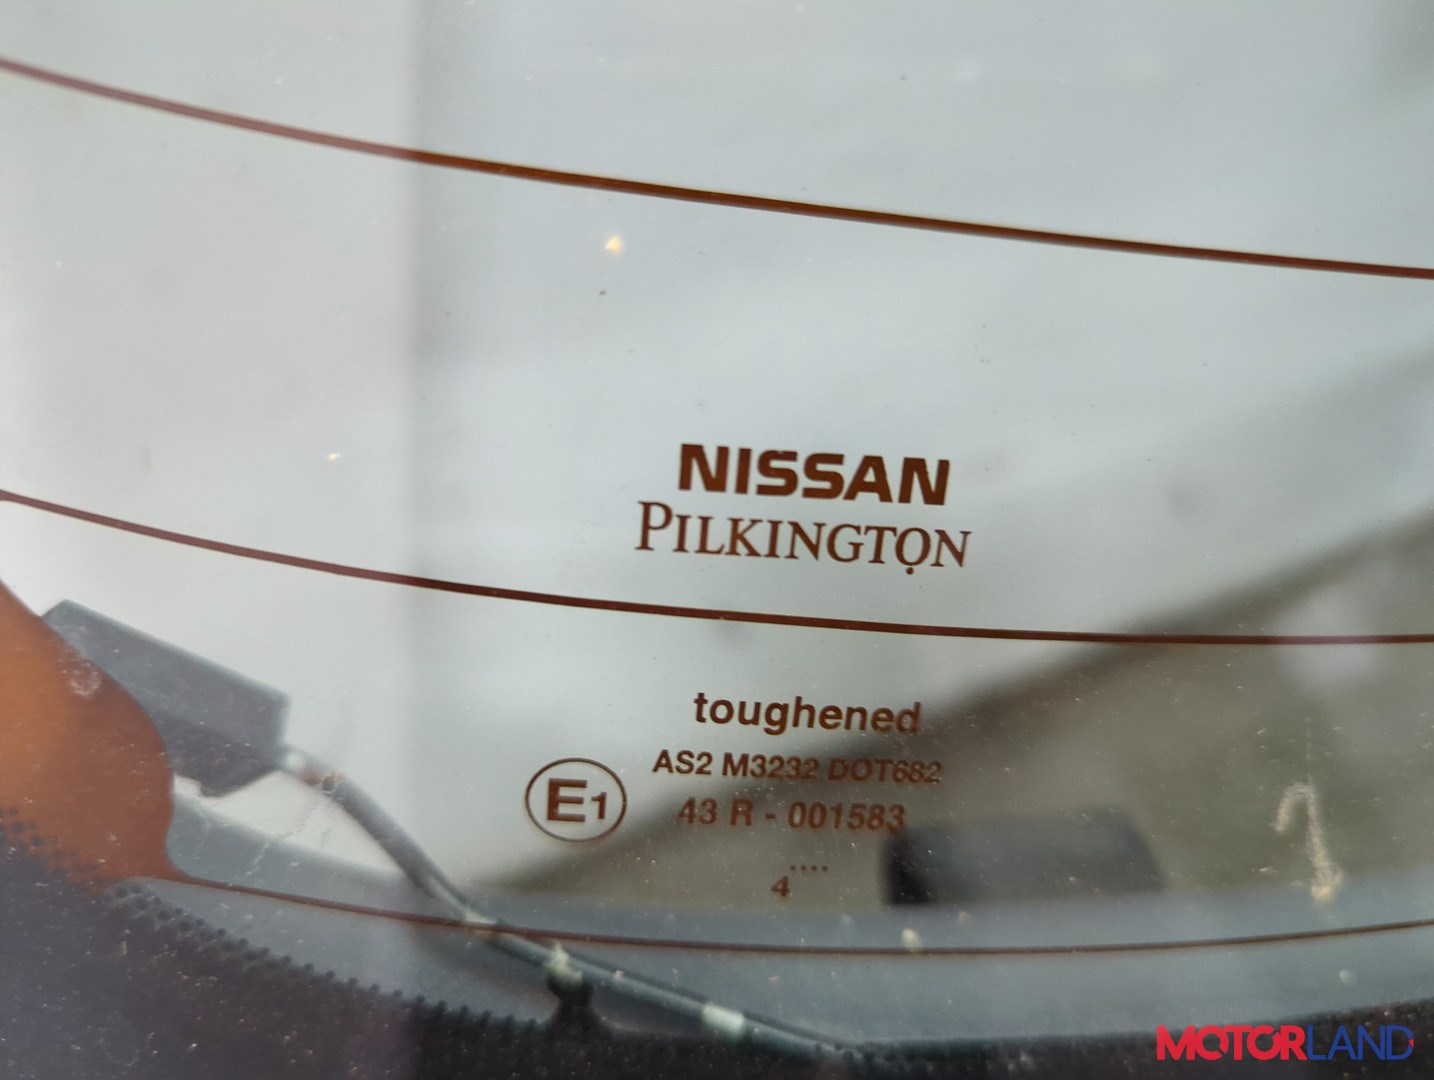 NISSAN
PILKINGTON
toughened
AS2 M3232 DOT682
E1
43 R - 001583
....
4
MOTORLAND